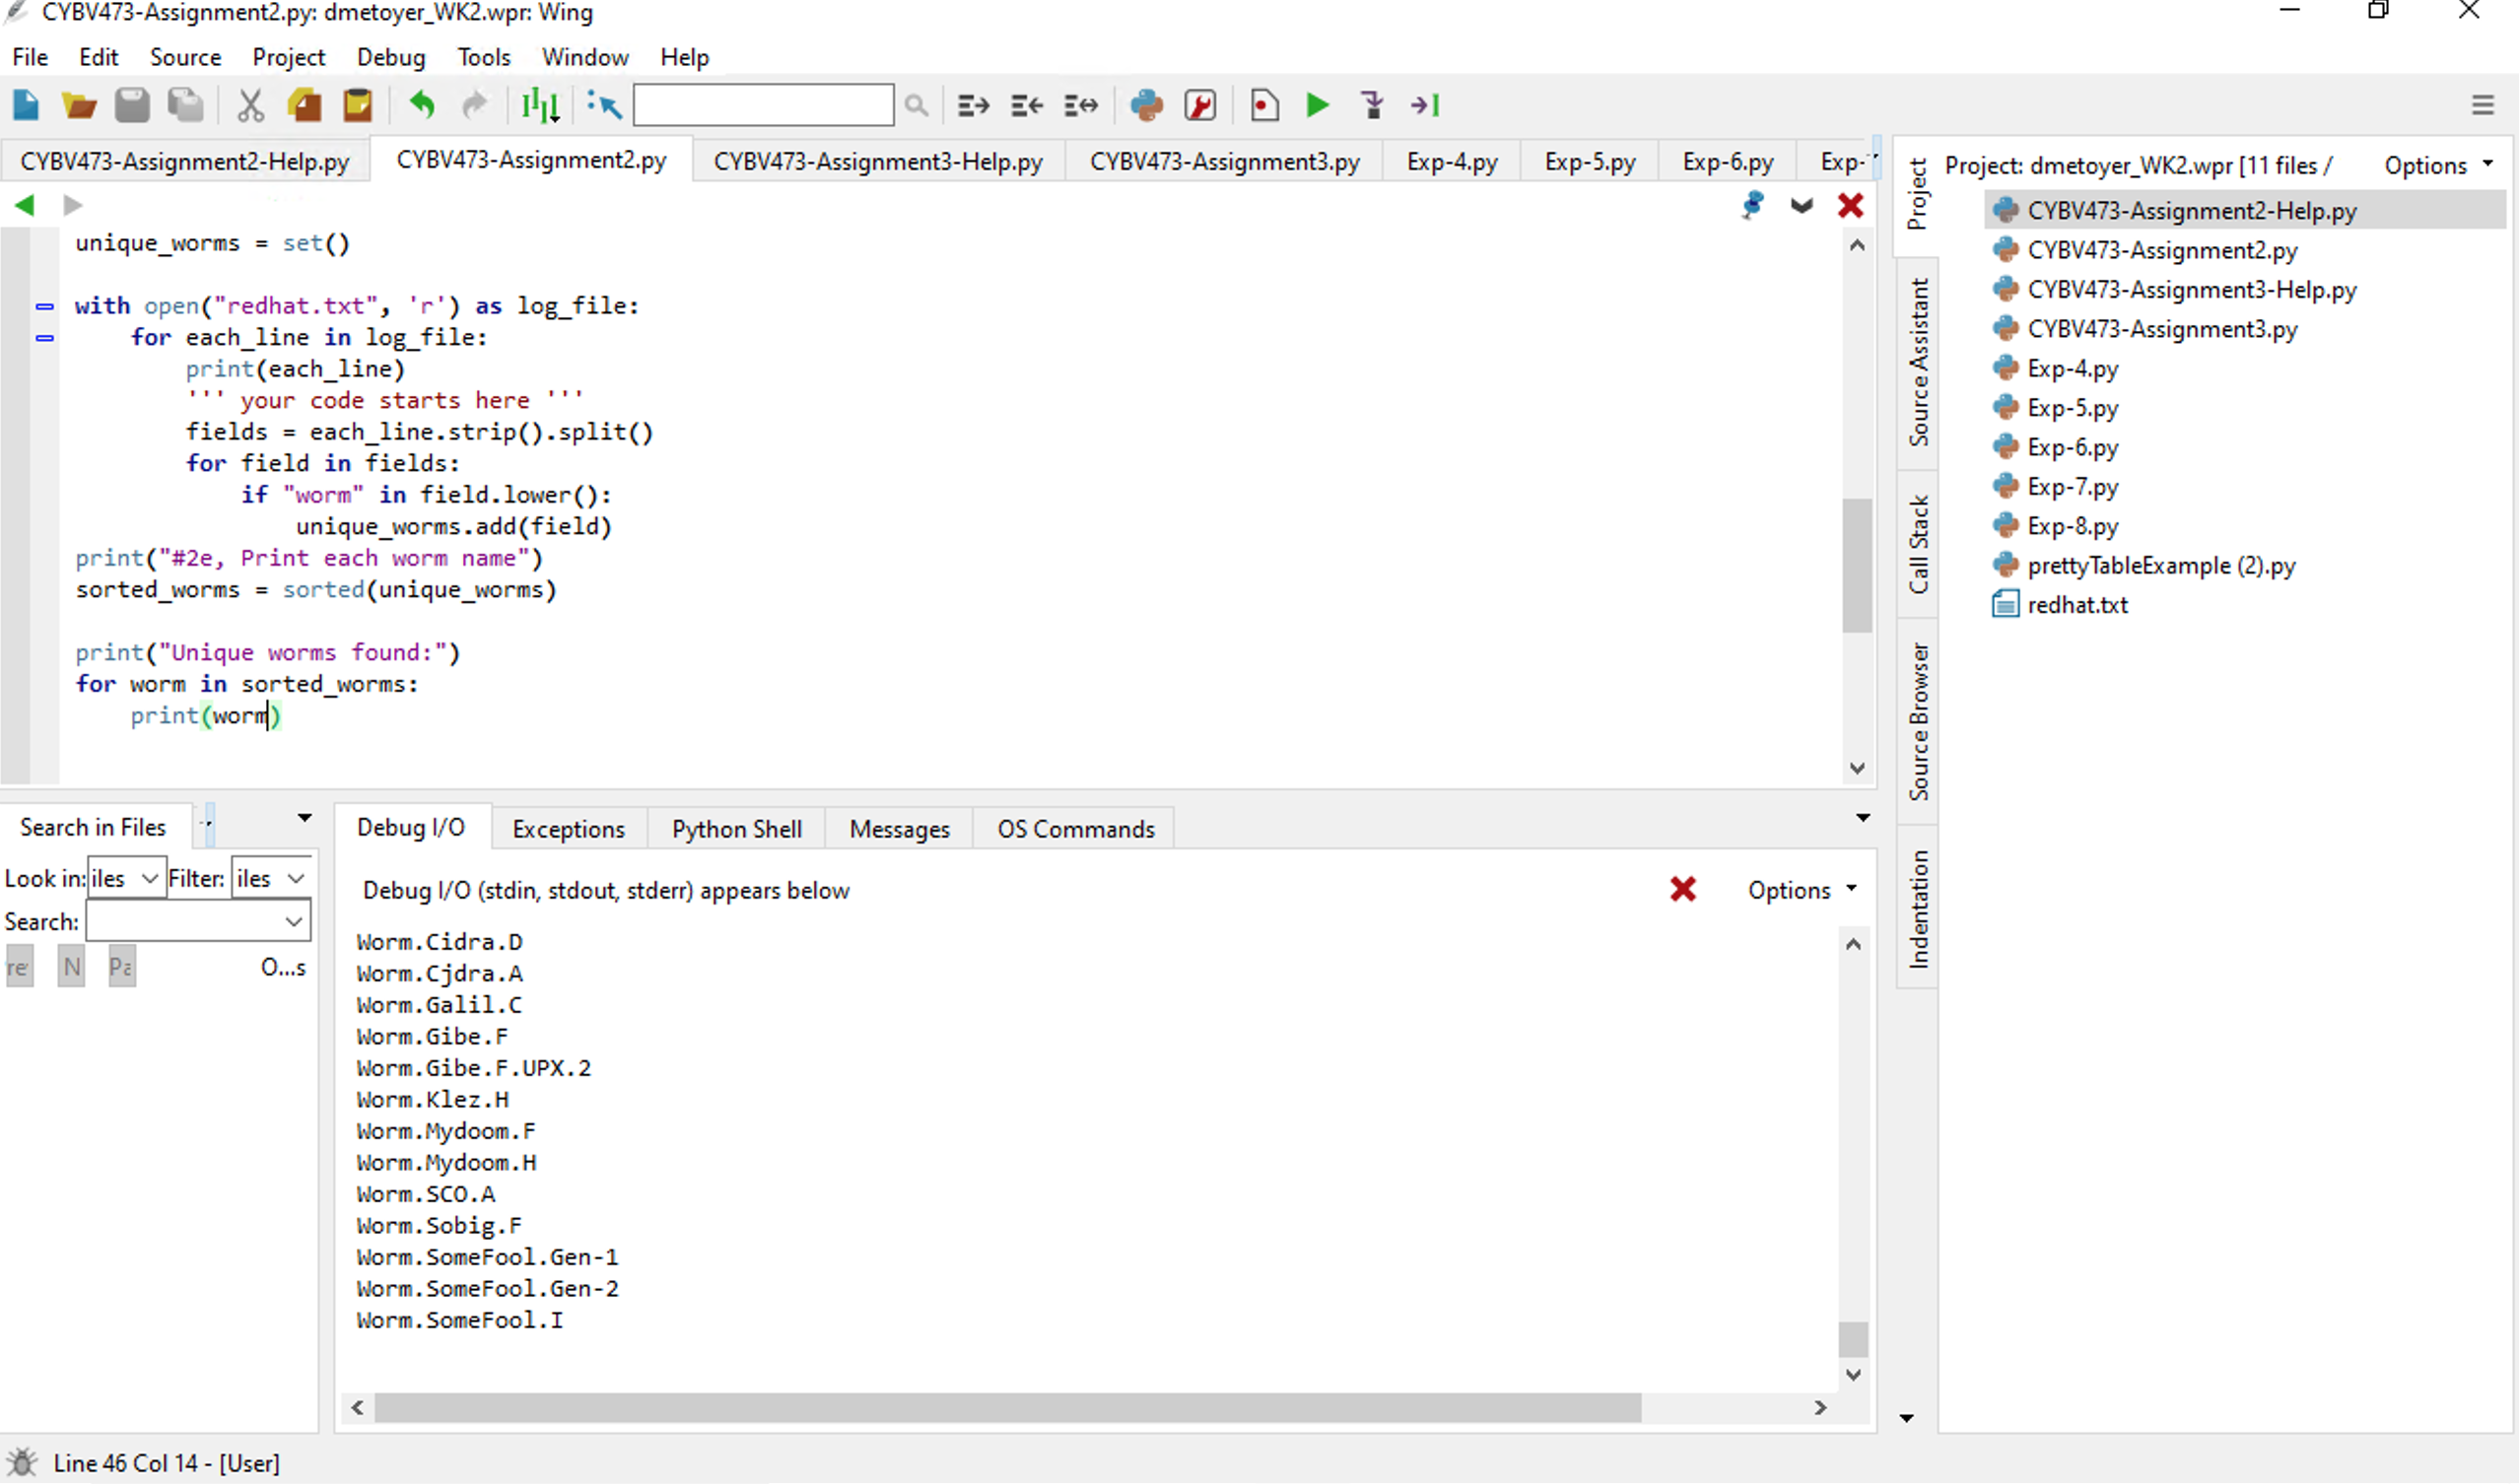 CYBV473-Assignment2.py: dmetoyer_WK2.wpr: Wing
File Edit Source Project Debug Tools Window Help
CYBV473-Assignment2-Help.py CYBV473-Assignment2.py CYBV473-Assignment3-Help.py CYBV473-Assignment3.py Exp-4.py Exp-5.py Exp-6.py Exp-
unique_worms = set()
with open("redhat.txt", 'r') as log_file:
for each_line in log_file:
print(each_line)
''' your code starts here '''
fields = each_line.strip().split()
for field in fields:
if "worm" in field.lower():
unique_worms.add(field)
print("#2e, Print each worm name")
sorted_worms = sorted(unique_worms)
print("Unique worms found:")
for worm in sorted_worms:
print(worm)
Project: dmetoyer_WK2.wpr [11 files / Options
CYBV473-Assignment2-Help.py
CYBV473-Assignment2.py
CYBV473-Assignment3-Help.py
CYBV473-Assignment3.py
Exp-4.py
Exp-5.py
Exp-6.py
Exp-7.py
Exp-8.py
prettyTableExample (2).py
redhat.txt
Project
Source Assistant
Call Stack
Source Browser
Indentation
Search in Files
Look in: iles Filter: iles
Search:
re N Pa O...s
Debug I/O Exceptions Python Shell Messages OS Commands
Debug I/O (stdin, stdout, stderr) appears below Options
Worm.Cidra.D
Worm.Cjdra.A
Worm.Galil.C
Worm.Gibe.F
Worm.Gibe.F.UPX.2
Worm.Klez.H
Worm.Mydoom.F
Worm.Mydoom.H
Worm.SCO.A
Worm.Sobig.F
Worm.SomeFool.Gen-1
Worm.SomeFool.Gen-2
Worm.SomeFool.I
Line 46 Col 14 - [User]